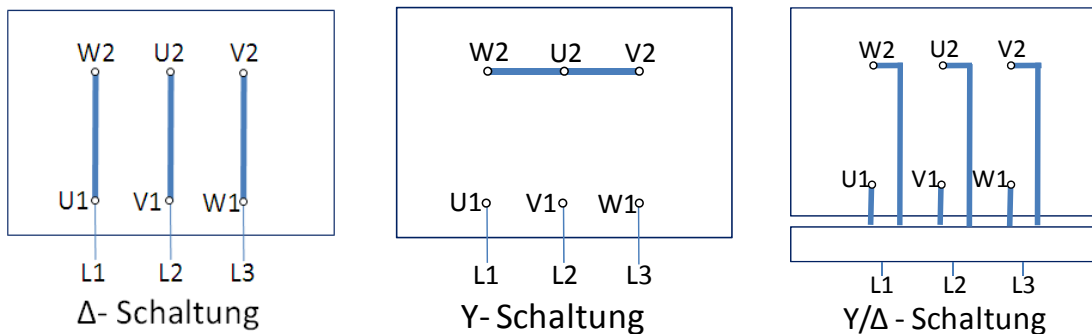 W2 U2 V2
U1 V1 W1
L1 L2 L3
Δ- Schaltung
W2 U2 V2
U1 V1 W1
L1 L2 L3
Y- Schaltung
W2 U2 V2
U1 V1 W1
L1 L2 L3
Y/Δ - Schaltung